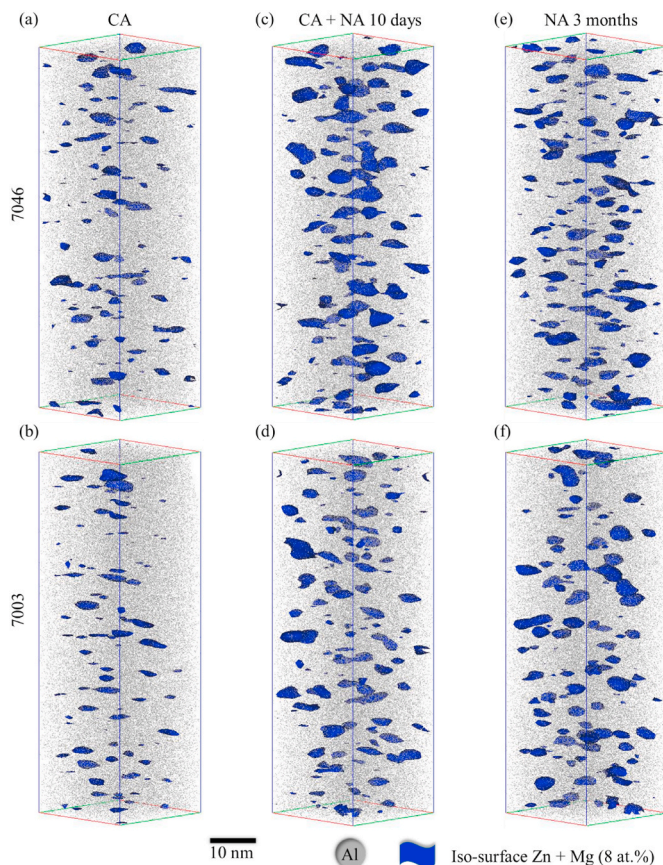 (a) CA (c) CA + NA 10 days (e) NA 3 months
7046
(b) (d) (f)
7003
10 nm Al Iso-surface Zn + Mg (8 at.%)